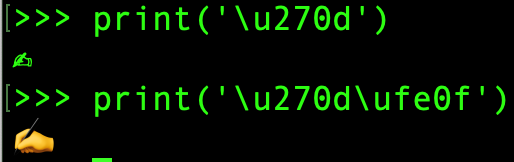 [>>> print('\u270d')
✍
[>>> print('\u270d\ufe0f')
✍️